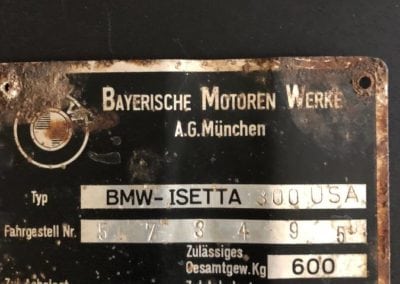 BAYERISCHE MOTOREN WERKE
A.G. München
Typ BMW-ISETTA 300 USA
Fahrgestell Nr. 5 7 8 4 9 5
Zulässiges
Gesamtgew. Kg 600